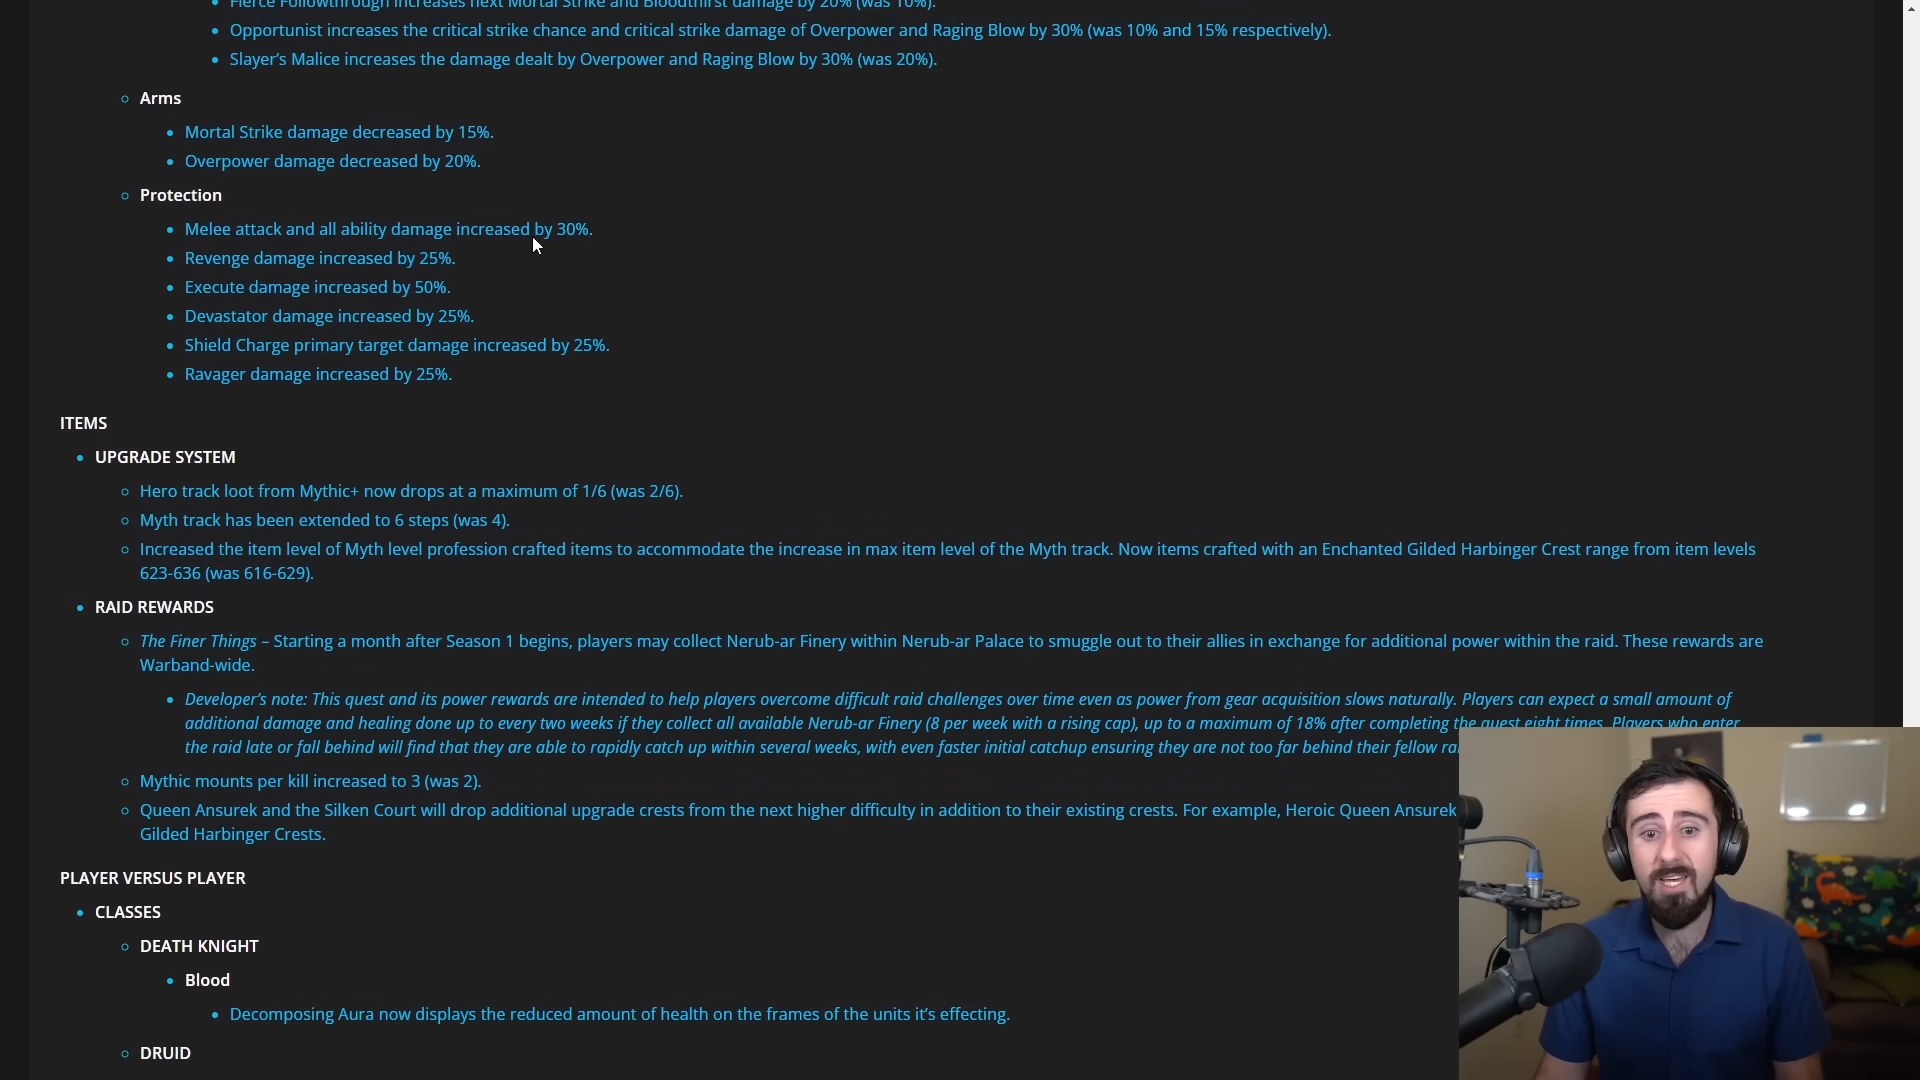 Fierce Followthrough increases next Mortal Strike and Bloodthirst damage by 20% (was 10%).
Opportunist increases the critical strike chance and critical strike damage of Overpower and Raging Blow by 30% (was 10% and 15% respectively).
Slayer’s Malice increases the damage dealt by Overpower and Raging Blow by 30% (was 20%).
Arms
Mortal Strike damage decreased by 15%.
Overpower damage decreased by 20%.
Protection
Melee attack and all ability damage increased by 30%.
Revenge damage increased by 25%.
Execute damage increased by 50%.
Devastator damage increased by 25%.
Shield Charge primary target damage increased by 25%.
Ravager damage increased by 25%.
ITEMS
UPGRADE SYSTEM
Hero track loot from Mythic+ now drops at a maximum of 1/6 (was 2/6).
Myth track has been extended to 6 steps (was 4).
Increased the item level of Myth level profession crafted items to accommodate the increase in max item level of the Myth track. Now items crafted with an Enchanted Gilded Harbinger Crest range from item levels
623-636 (was 616-629).
RAID REWARDS
The Finer Things – Starting a month after Season 1 begins, players may collect Nerub-ar Finery within Nerub-ar Palace to smuggle out to their allies in exchange for additional power within the raid. These rewards are
Warband-wide.
Developer’s note: This quest and its power rewards are intended to help players overcome difficult raid challenges over time even as power from gear acquisition slows naturally. Players can expect a small amount of
additional damage and healing done up to every two weeks if they collect all available Nerub-ar Finery (8 per week with a rising cap), up to a maximum of 18% after completing the quest eight times. Players who enter
the raid late or fall behind will find that they are able to rapidly catch up within several weeks, with even faster initial catchup ensuring they are not too far behind their fellow
Mythic mounts per kill increased to 3 (was 2).
Queen Ansurek and the Silken Court will drop additional upgrade crests from the next higher difficulty in addition to their existing crests. For example, Heroic Queen Ansurek
Gilded Harbinger Crests.
PLAYER VERSUS PLAYER
CLASSES
DEATH KNIGHT
Blood
Decomposing Aura now displays the reduced amount of health on the frames of the units it’s effecting.
DRUID